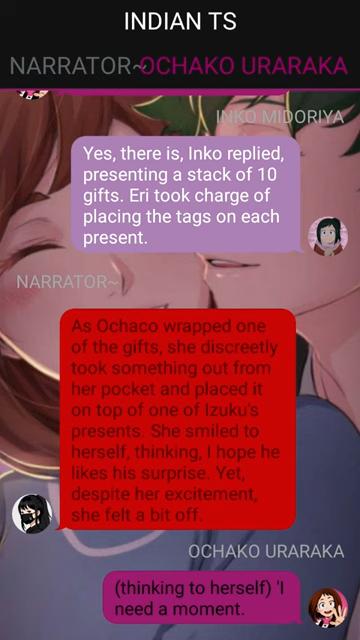 INDIAN TS
NARRATOR~OCHAKO URARAKA
INKO MIDORIYA
Yes, there is, Inko replied,
presenting a stack of 10
gifts. Eri took charge of
placing the tags on each
present.
NARRATOR~
As Ochaco wrapped one
of the gifts, she discreetly
took something out from
her pocket and placed it
on top of one of Izuku's
presents. She smiled to
herself, thinking, I hope he
likes his surprise. Yet,
despite her excitement,
she felt a bit off.
OCHAKO URARAKA
(thinking to herself) 'I
need a moment.